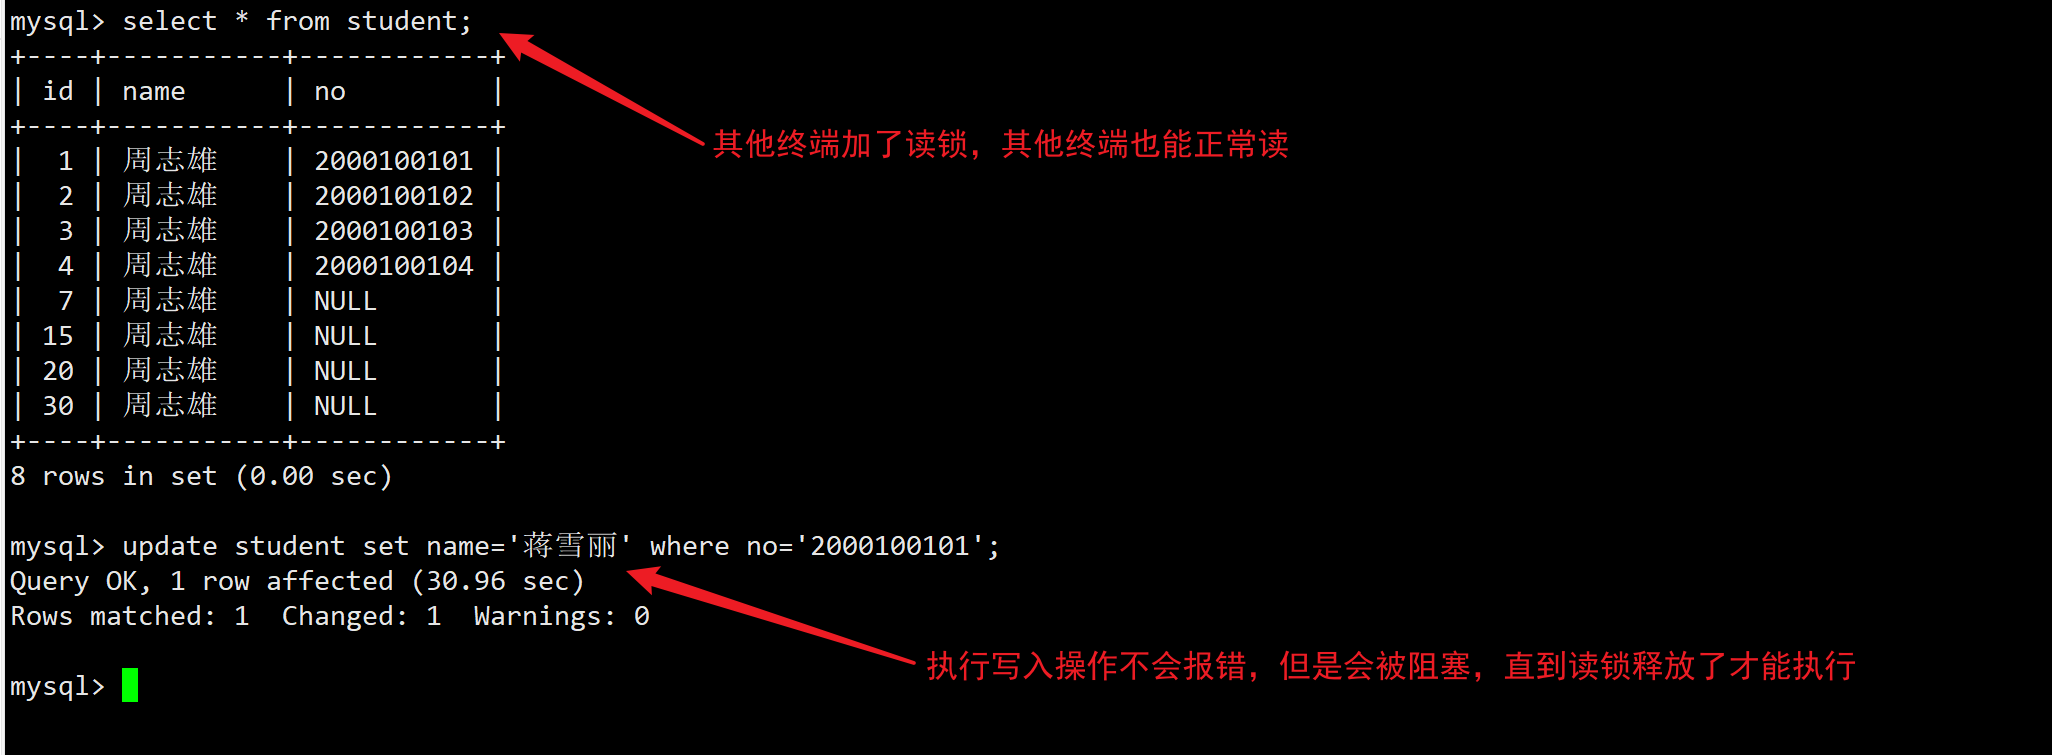 mysql> select * from student;
+----+-----------+------------+
| id | name      | no         |
+----+-----------+------------+
其他终端加了读锁，其他终端也能正常读
|  1 | 周志雄    | 2000100101 |
|  2 | 周志雄    | 2000100102 |
|  3 | 周志雄    | 2000100103 |
|  4 | 周志雄    | 2000100104 |
|  7 | 周志雄    | NULL       |
| 15 | 周志雄    | NULL       |
| 20 | 周志雄    | NULL       |
| 30 | 周志雄    | NULL       |
+----+-----------+------------+
8 rows in set (0.00 sec)
mysql> update student set name='蒋雪丽' where no='2000100101';
Query OK, 1 row affected (30.96 sec)
Rows matched: 1  Changed: 1  Warnings: 0
执行写入操作不会报错，但是会被阻塞，直到读锁释放了才能执行
mysql>